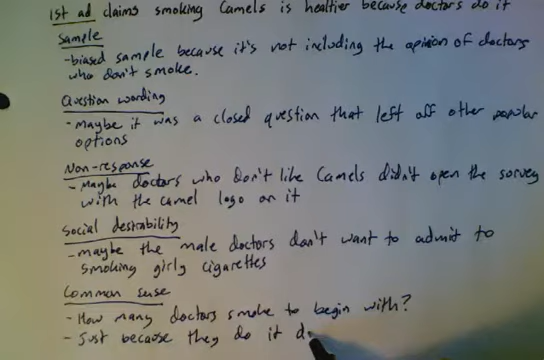 1st ad claims smoking Camels is healtier because doctors do it
Sample
- biased sample because it's not including the opinion of doctors
who don't smoke.
Question wording
- maybe it was a closed question that left off other popular
options
Non-response
- Maybe doctors who don't like Camels didn't open the survey
with the camel logo on it
Social desirability
- maybe the male doctors don't want to admit to
smoking girly cigarettes
Common sense
- How many doctors smoke to begin with?
- Just because they do it